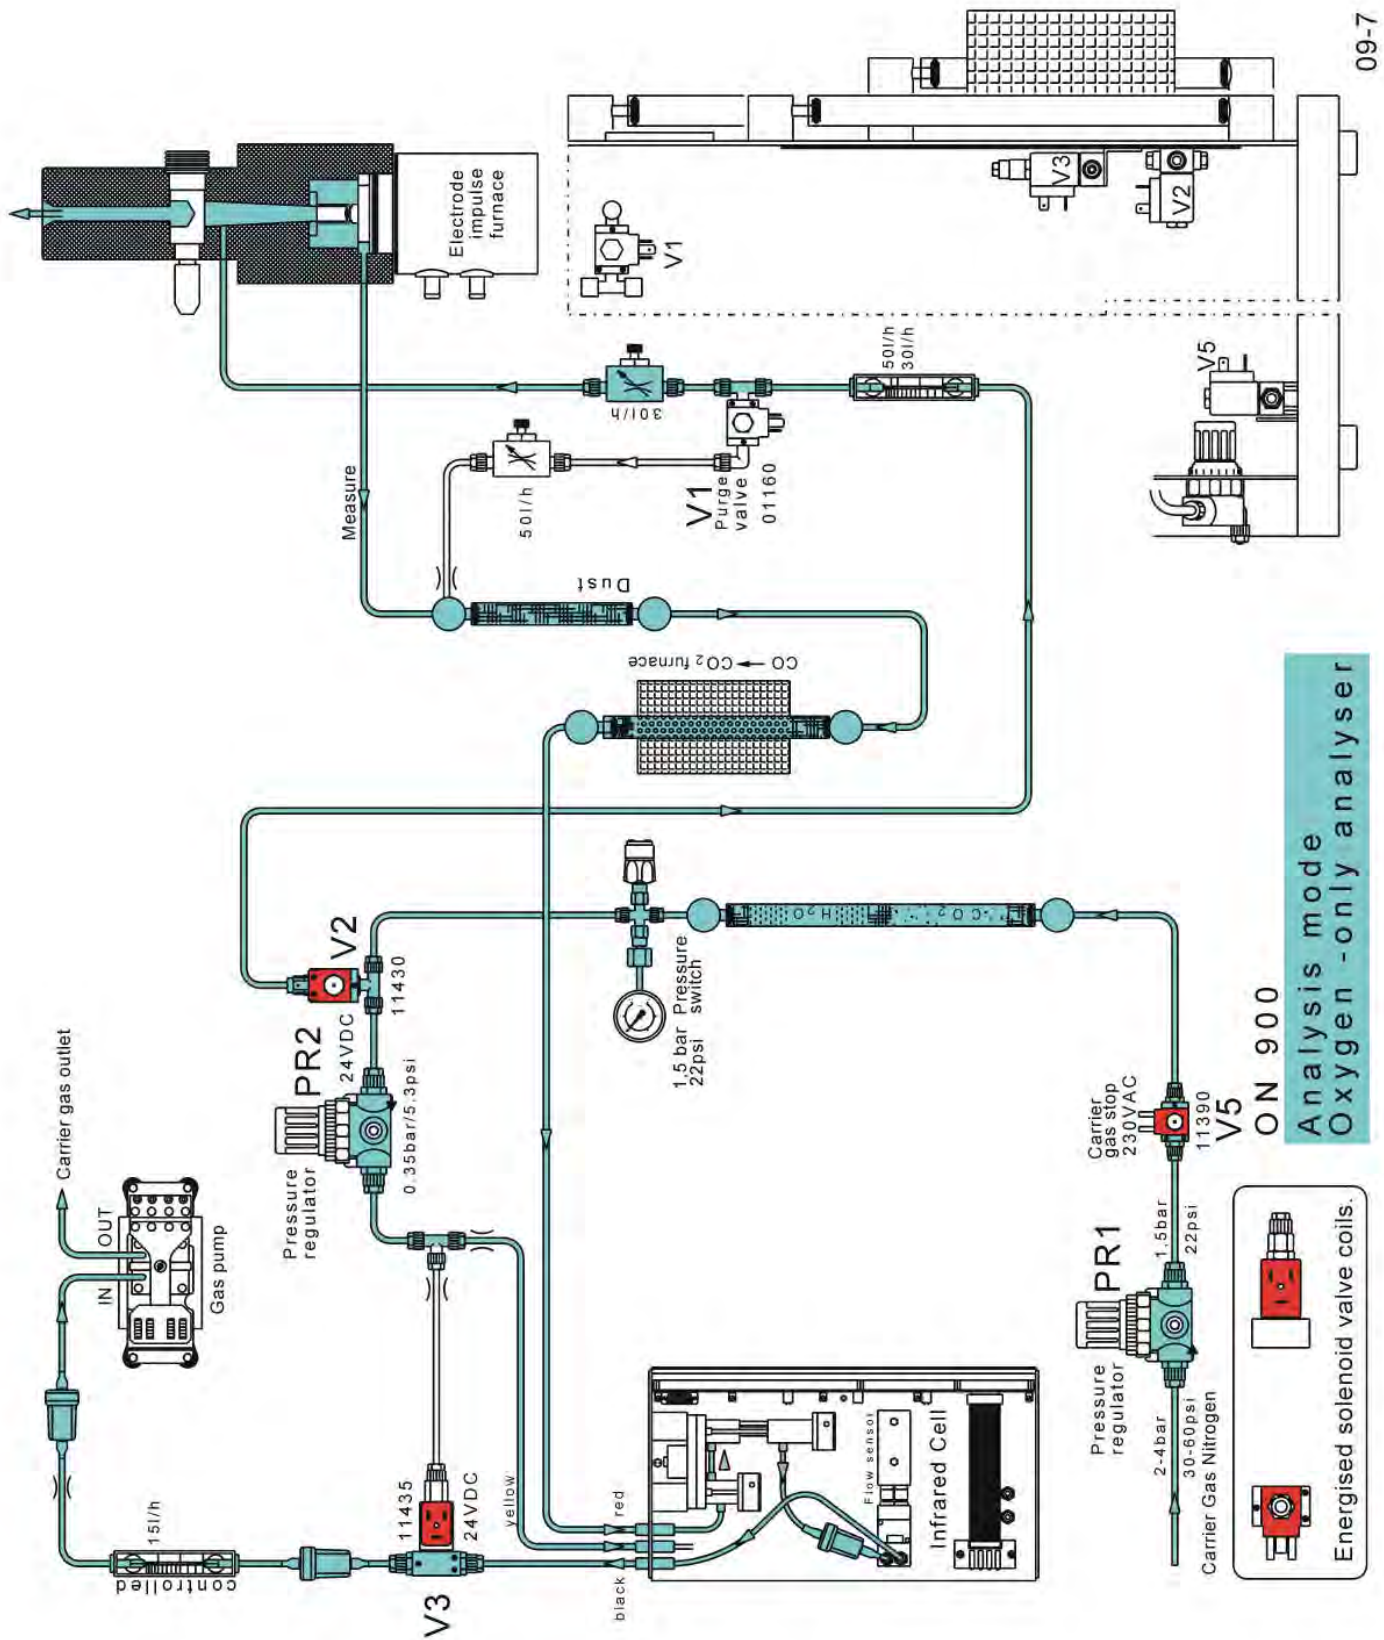 Carrier gas outlet
IN
OUT
Gas pump
15l/h
controlled
V3
11435
24VDC
yellow
red
black
Flow sensor
Infrared Cell
Pressure
regulator
PR2
24VDC
0,35bar/5.3psi
V2
11430
1,5 bar
22psi
Pressure
switch
H2O
CO2
Electrode
impulse
furnace
Measure
30l/h
50l/h
V1
Purge
valve
01160
50l/h
30l/h
Dust
CO → CO2 furnace
V1
V3
V2
V5
Pressure
regulator
PR1
2-4bar
30-60psi
Carrier Gas Nitrogen
1,5bar
22psi
Carrier
gas stop
230VAC
11390
V5
ON 900
Analysis mode
Oxygen -only analyser
Energised solenoid valve coils.
09-7